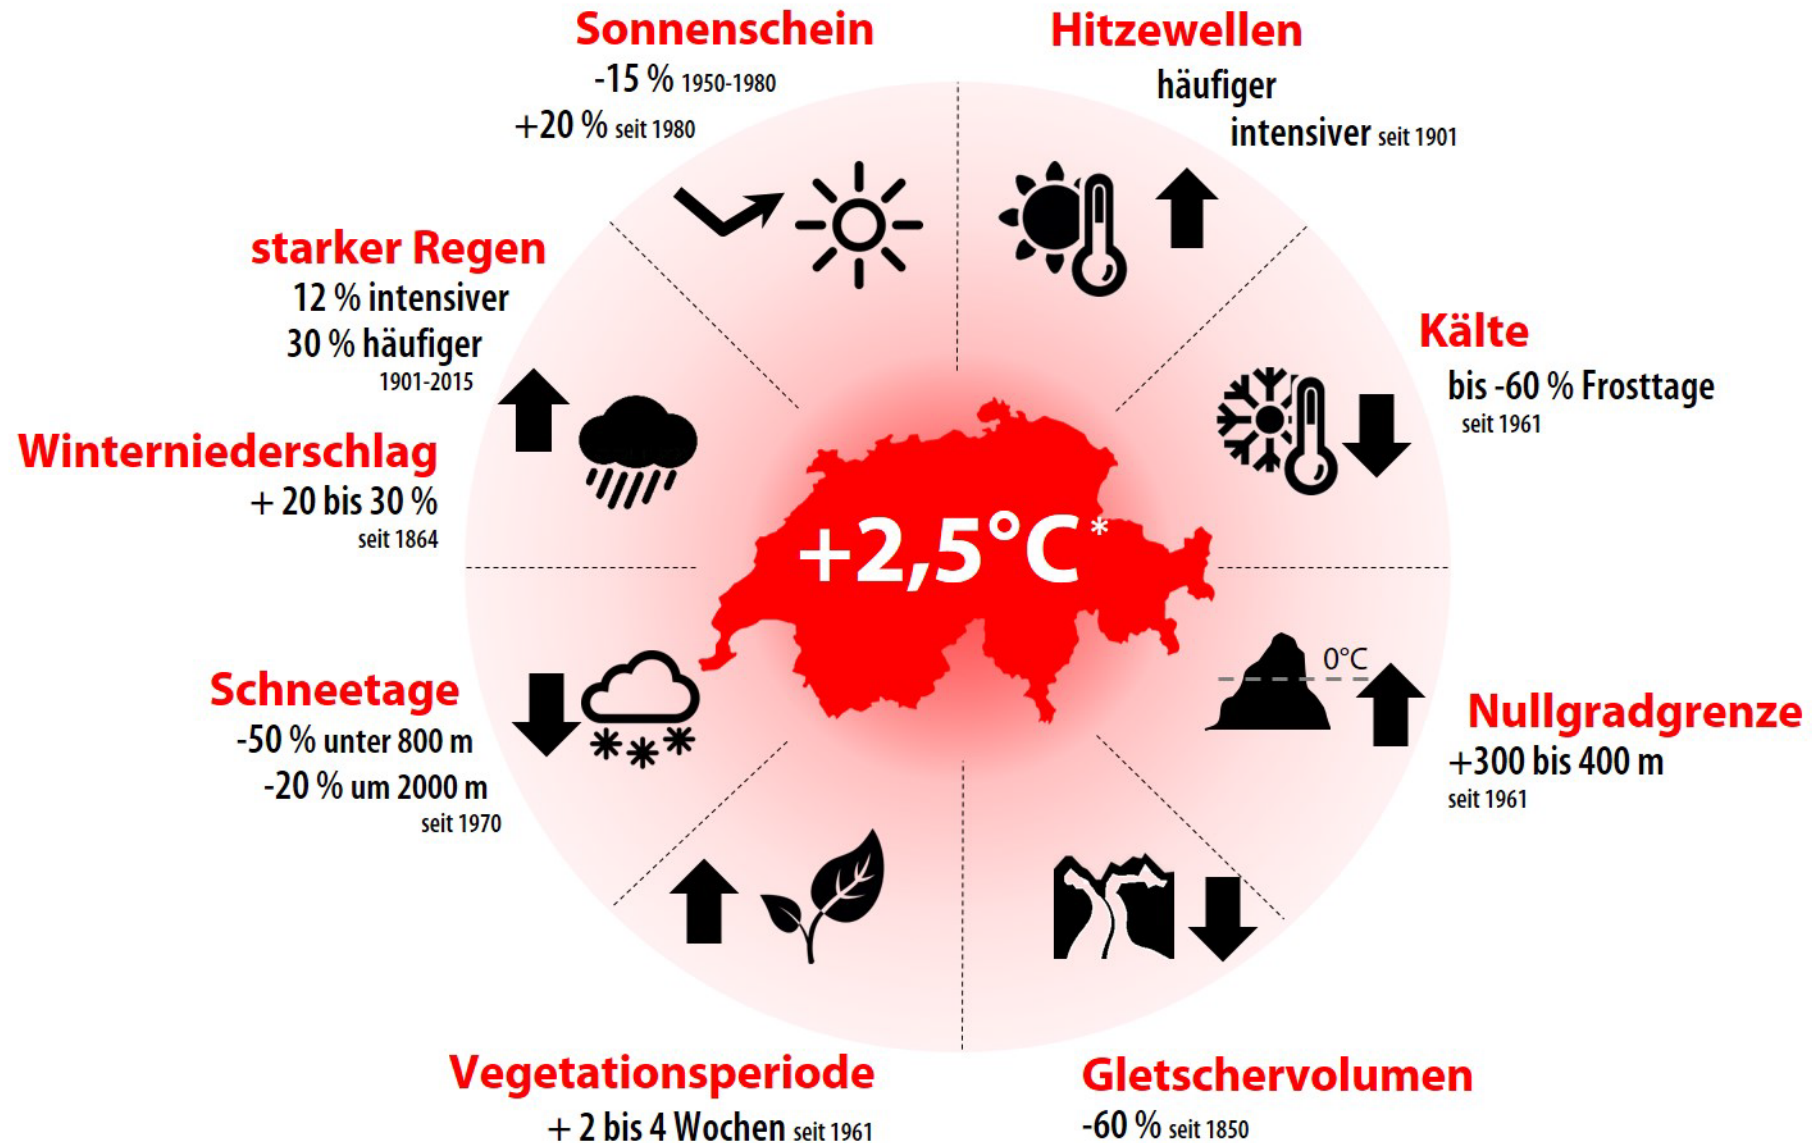 Sonnenschein
-15 % 1950-1980
+20 % seit 1980
Hitzewellen
häufiger
intensiver seit 1901
starker Regen
12 % intensiver
30 % häufiger
1901-2015
Kälte
bis -60 % Frosttage
seit 1961
Winterniederschlag
+ 20 bis 30 %
seit 1864
+2,5°C*
Schneetage
-50 % unter 800 m
-20 % um 2000 m
seit 1970
0°C
Nullgradgrenze
+300 bis 400 m
seit 1961
Vegetationsperiode
+ 2 bis 4 Wochen seit 1961
Gletschervolumen
-60 % seit 1850